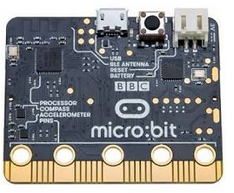 USB
BLE ANTENNA
RESET
BATTERY
BBC
PROCESSOR
COMPASS
ACCELEROMETER
PINS
micro:bit